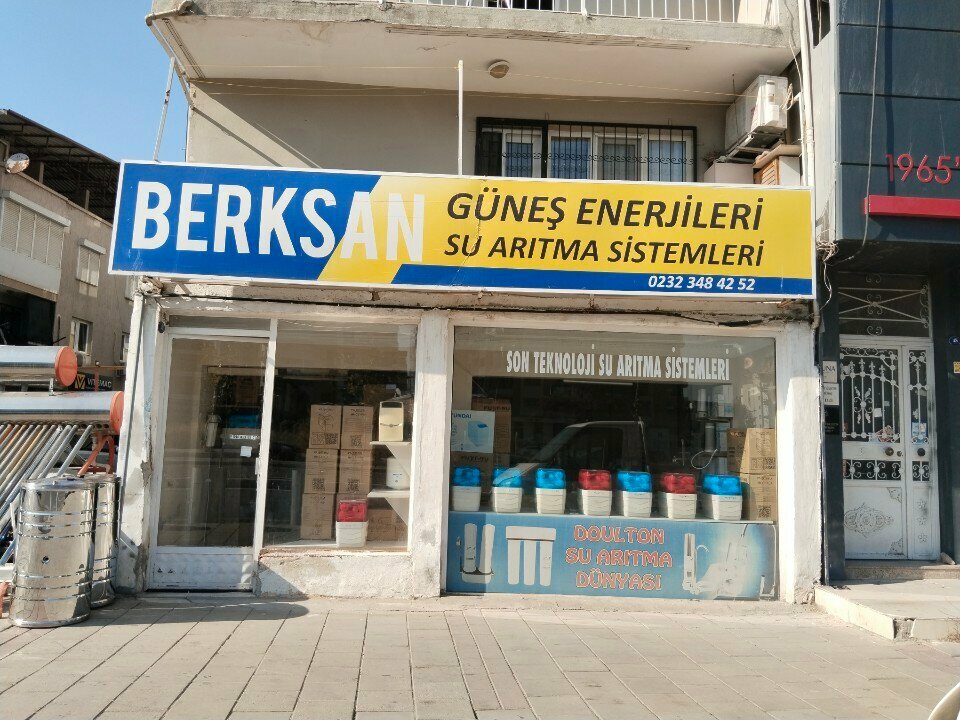 BERKSAN
GÜNEŞ ENERJİLERİ
SU ARITMA SİSTEMLERİ
0232 348 42 52
1965'
SON TEKNOLOJİ SU ARITMA SİSTEMLERİ
HYUNDAI
DOULTON
SU ARITMA
DÜNYASI